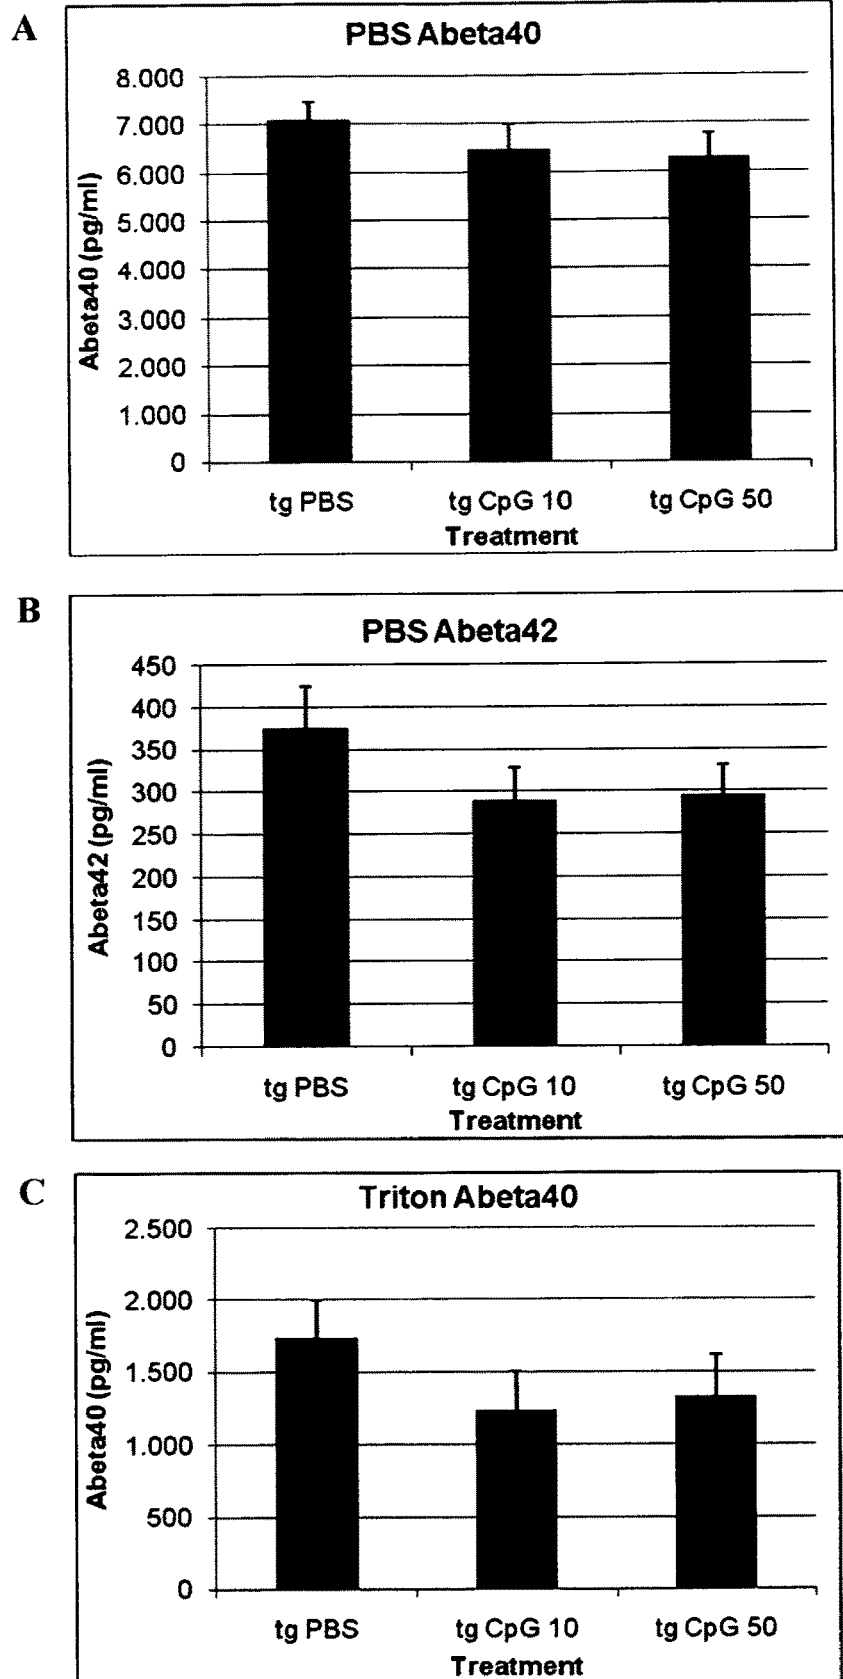 A
PBS Abeta40
8.000
7.000
6.000
5.000
4.000
3.000
2.000
1.000
0
Abeta40 (pg/ml)
tg PBS tg CpG 10 tg CpG 50
Treatment
B
PBS Abeta42
450
400
350
300
250
200
150
100
50
0
Abeta42 (pg/ml)
tg PBS tg CpG 10 tg CpG 50
Treatment
C
Triton Abeta40
2.500
2.000
1.500
1.000
500
0
Abeta40 (pg/ml)
tg PBS tg CpG 10 tg CpG 50
Treatment